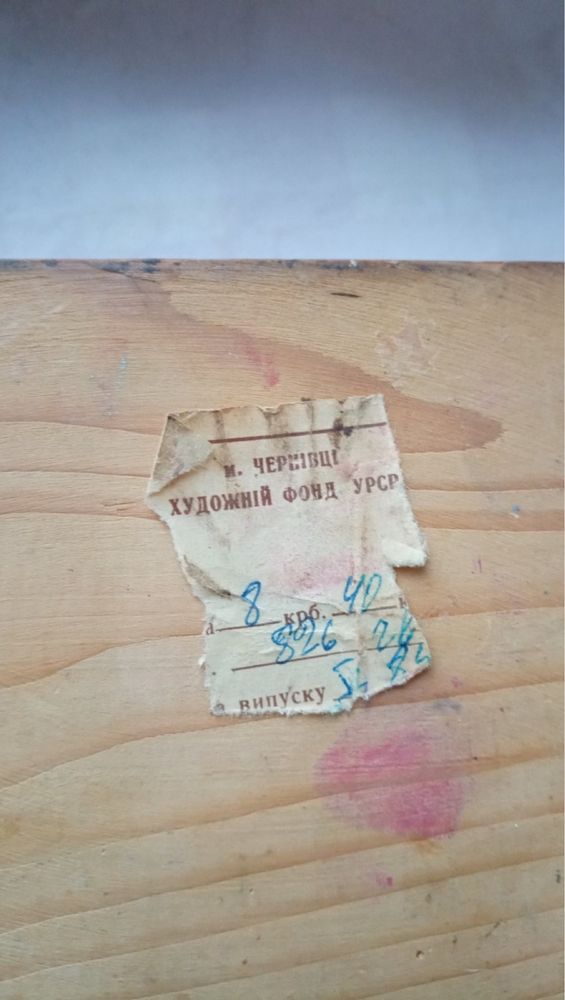 м. ЧЕРНІВЦІ
ХУДОЖНІЙ ФОНД УРСР
а 8 крб. 40 к
826
а випуску